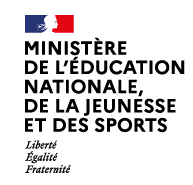 MINISTÈRE
DE L'ÉDUCATION
NATIONALE,
DE LA JEUNESSE
ET DES SPORTS
Liberté
Égalité
Fraternité